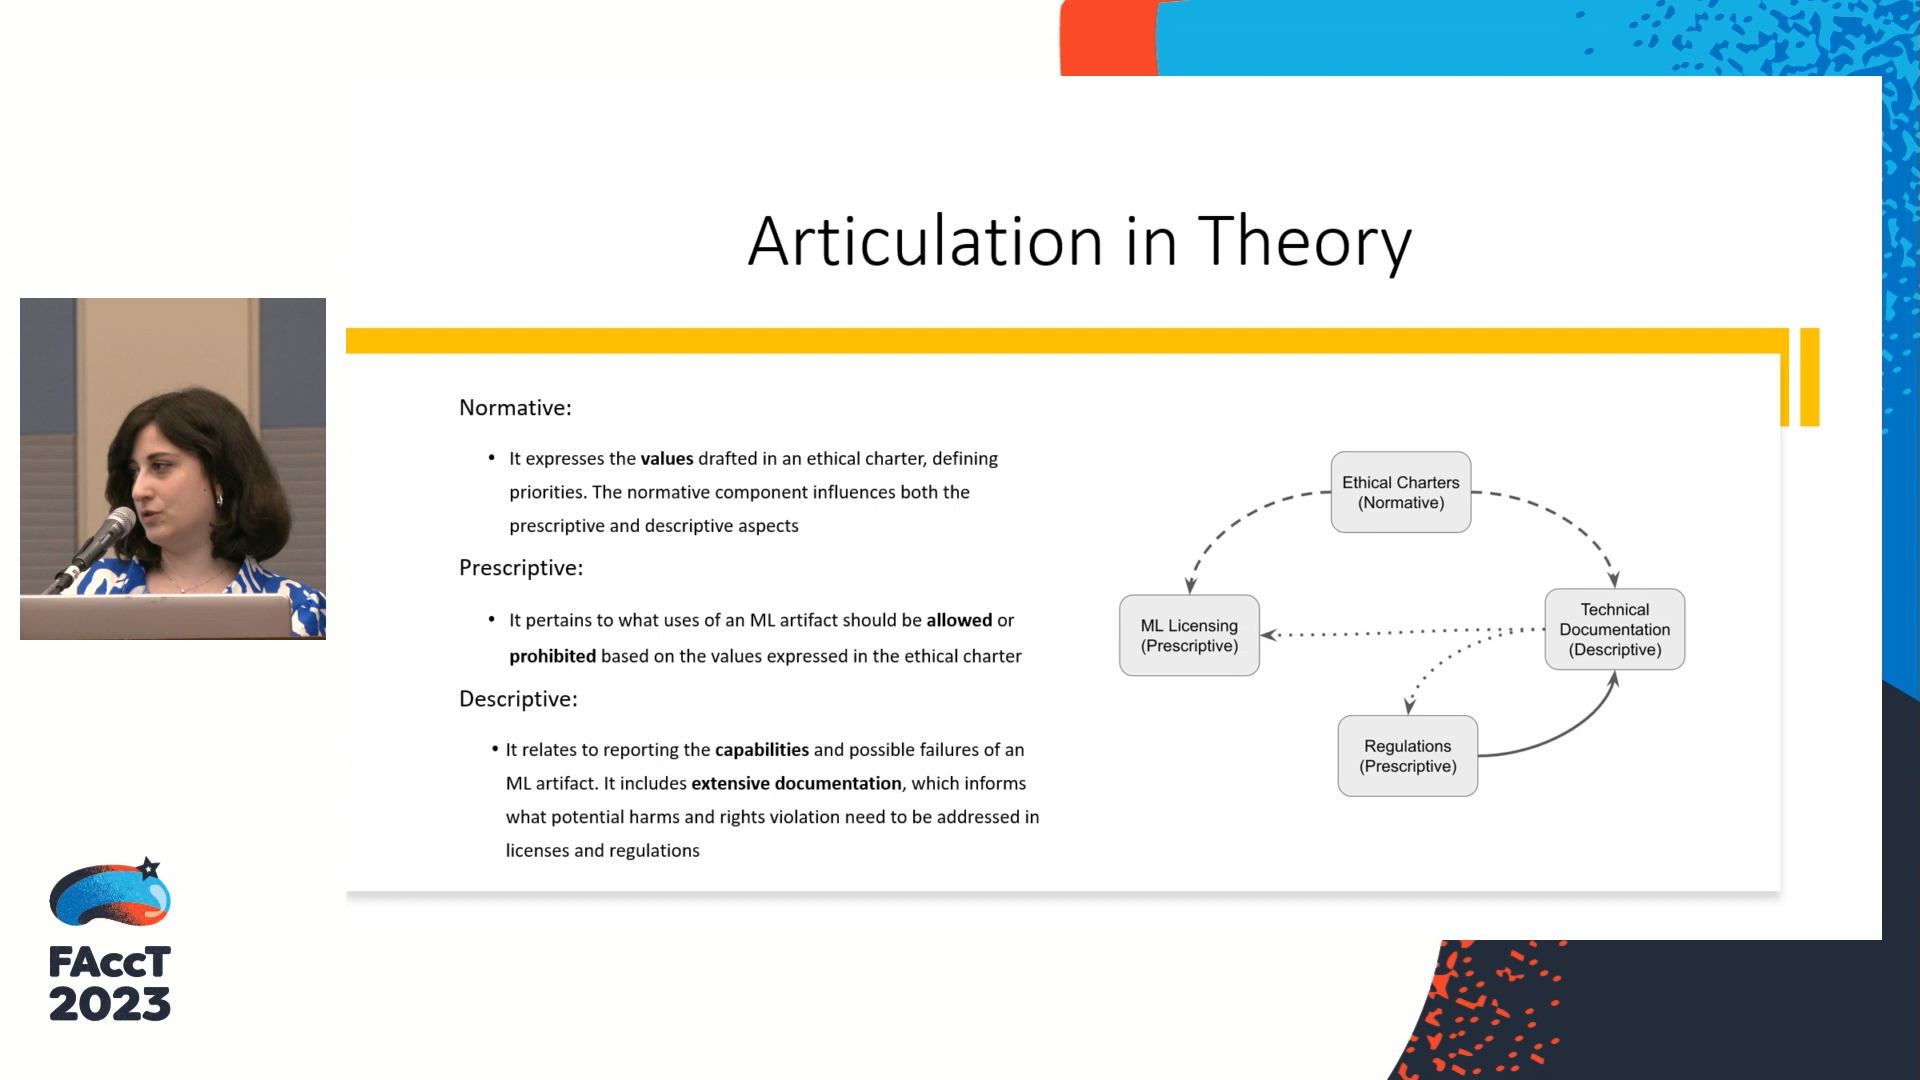 Articulation in Theory
Normative:
• It expresses the values drafted in an ethical charter, defining
priorities. The normative component influences both the
prescriptive and descriptive aspects
Prescriptive:
• It pertains to what uses of an ML artifact should be allowed or
prohibited based on the values expressed in the ethical charter
Descriptive:
• It relates to reporting the capabilities and possible failures of an
ML artifact. It includes extensive documentation, which informs
what potential harms and rights violation need to be addressed in
licenses and regulations
Ethical Charters
(Normative)
ML Licensing
(Prescriptive)
Technical
Documentation
(Descriptive)
Regulations
(Prescriptive)
FAccT
2023